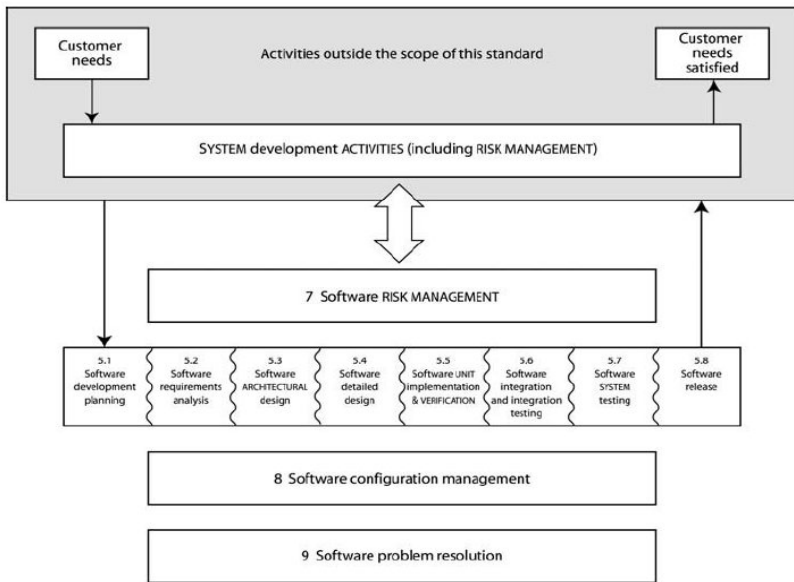 Customer
needs
Activities outside the scope of this standard
Customer
needs
satisfied
SYSTEM development ACTIVITIES (including RISK MANAGEMENT)
7 Software RISK MANAGEMENT
5.1
Software
development
planning
5.2
Software
requirements
analysis
5.3
Software
ARCHITECTURAL
design
5.4
Software
detailed
design
5.5
Software UNIT
implementation
& VERIFICATION
5.6
Software
integration
and integration
testing
5.7
Software
SYSTEM
testing
5.8
Software
release
8 Software configuration management
9 Software problem resolution